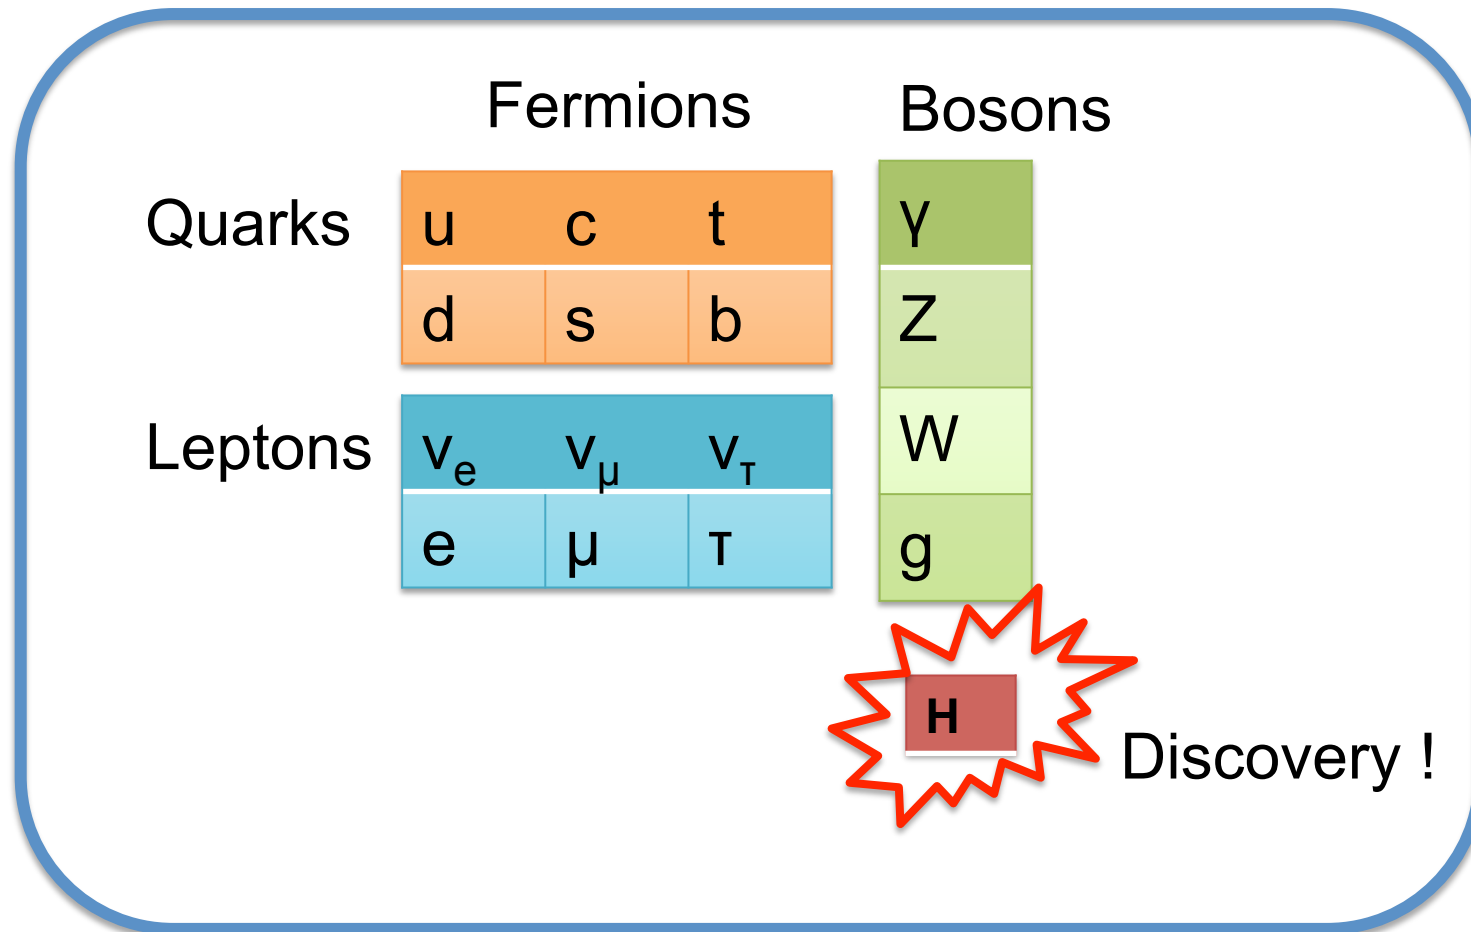 Fermions Bosons
Quarks u c t γ
d s b Z
Leptons νe νμ ντ W
e μ τ g
H
Discovery !